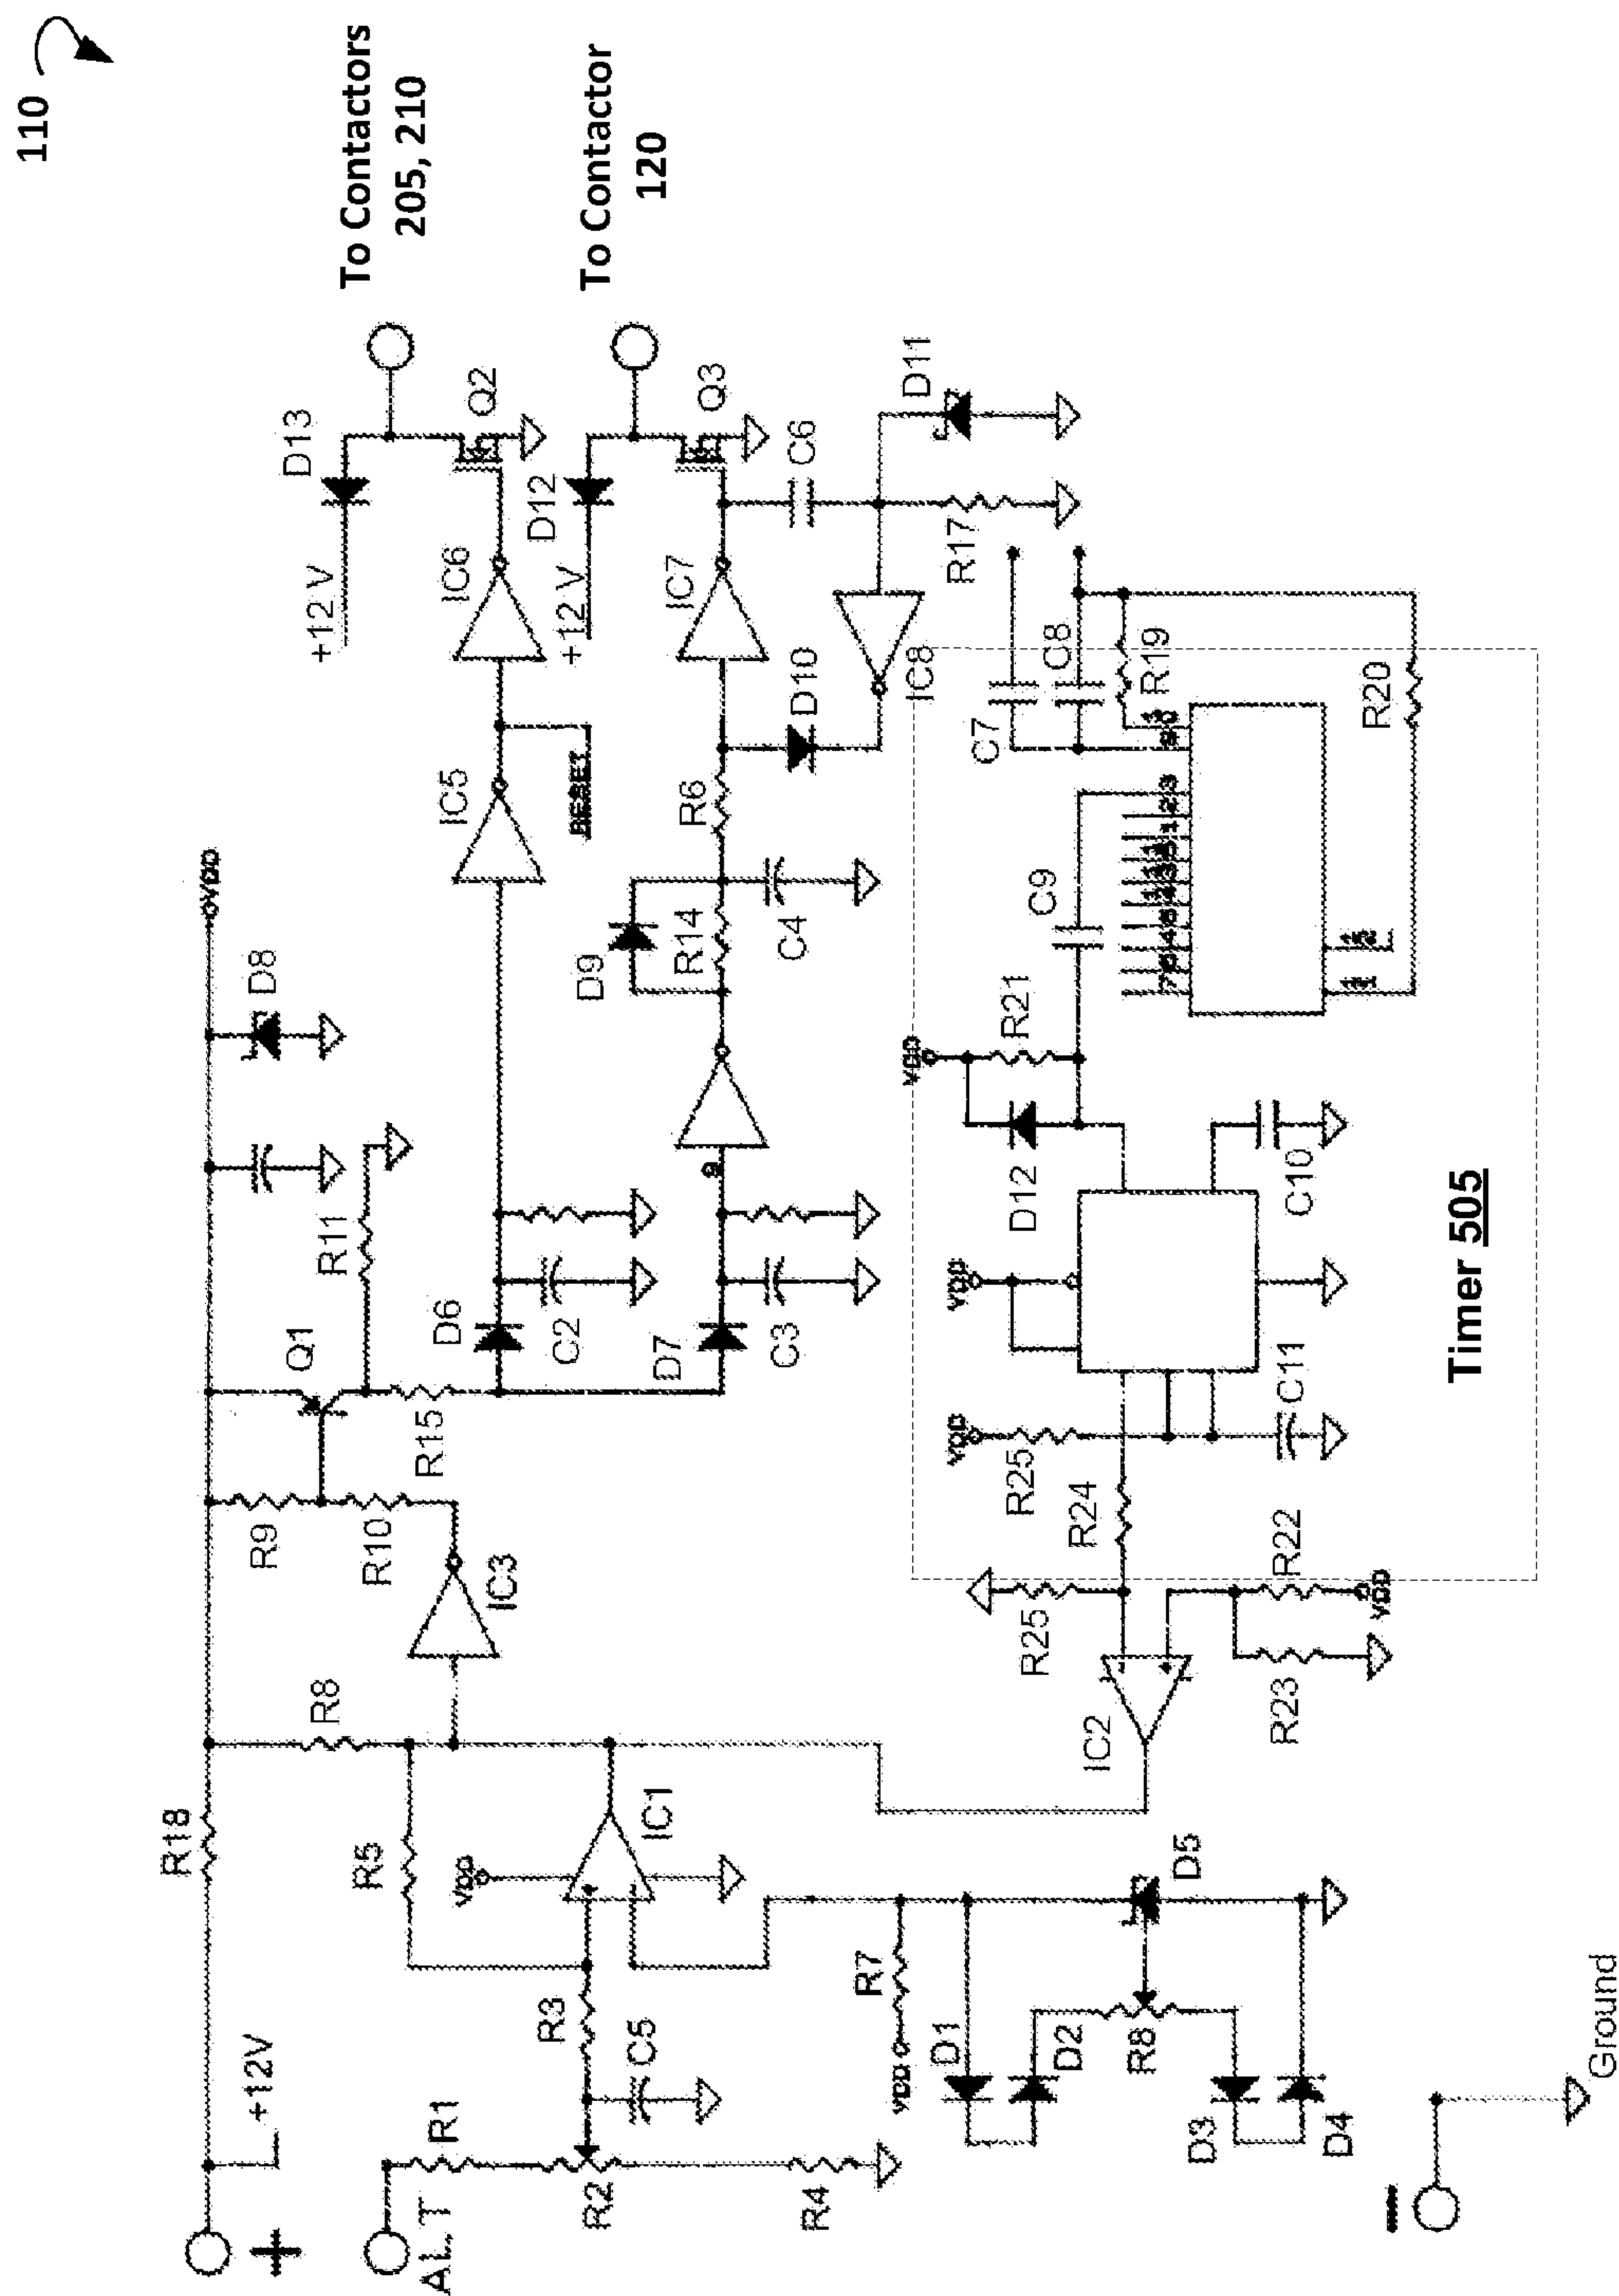 110
To Contactors
205, 210
To Contactor
120
D13
+12 V
Q2
IC6
IC5
RESET
D12
+12 V
Q3
IC7
C6
D11
R17
IC8
D10
R6
D9
R14
C4
VDD
D8
R11
Q1
R15
D6
C2
D7
C3
9
R9
R10
IC3
R8
R18
R5
VDD
IC1
+12V
+
ALT
R1
R2
R3
C5
R4
R7
VDD
D1
D2
R8
D3
D4
D5
Ground
–
IC2
R25
R24
R23
R22
VDD
VDD
R25
C11
VDD
D12
VDD
R21
C10
C9
C7
C8
R19
R20
Timer 505